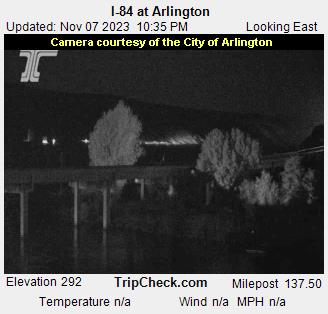 I-84 at Arlington
Updated: Nov 07 2023 10:35 PM Looking East
Camera courtesy of the City of Arlington
Elevation 292 TripCheck.com Milepost 137.50
Temperature n/a Wind n/a MPH n/a